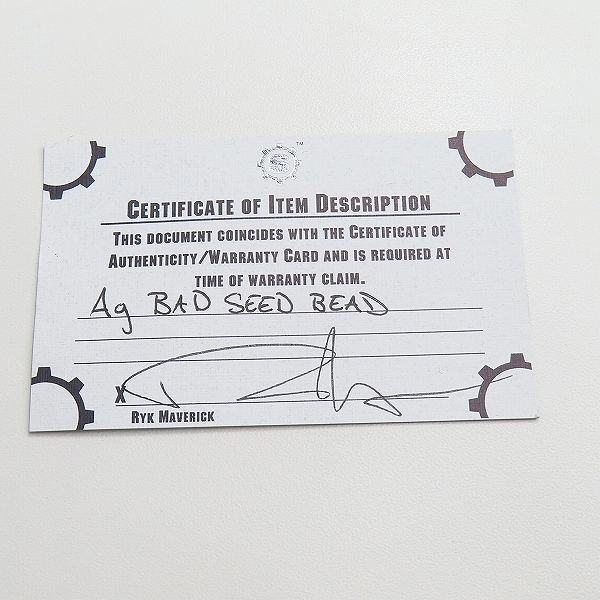 ™
CERTIFICATE OF ITEM DESCRIPTION
THIS DOCUMENT COINCIDES WITH THE CERTIFICATE OF
AUTHENTICITY/WARRANTY CARD AND IS REQUIRED AT
TIME OF WARRANTY CLAIM.
Ag BAD SEED BEAD
X
RYK MAVERICK